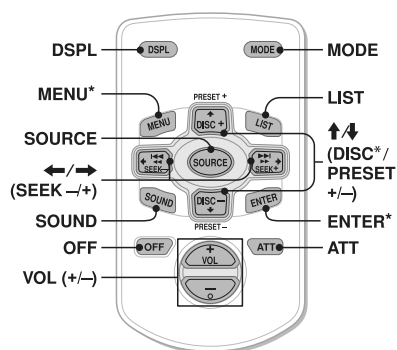 DSPL
DSPL
MODE
MODE
MENU*
PRESET +
LIST
MENU
DISC +
LIST
SOURCE
←/→
(SEEK –/+)
SEEK–
SOURCE
SEEK+
↑/↓
(DISC*/
PRESET
+/–)
SOUND
SOUND
DISC –
ENTER
ENTER*
PRESET –
OFF
OFF
ATT
ATT
VOL (+/–)
+
VOL
–